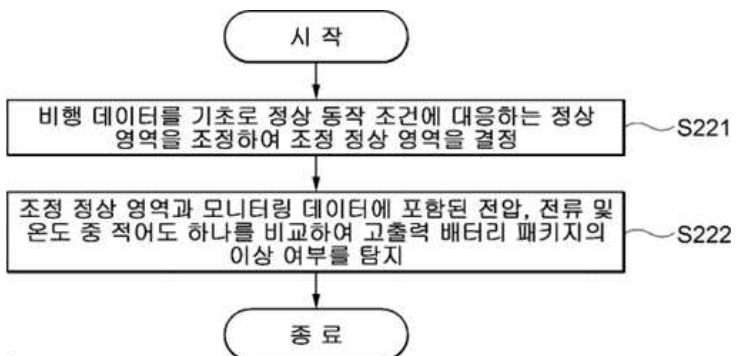 시 작
비행 데이터를 기초로 정상 동작 조건에 대응하는 정상
영역을 조정하여 조정 정상 영역을 결정
S221
조정 정상 영역과 모니터링 데이터에 포함된 전압, 전류 및
온도 중 적어도 하나를 비교하여 고출력 배터리 패키지의
이상 여부를 탐지
S222
종 료